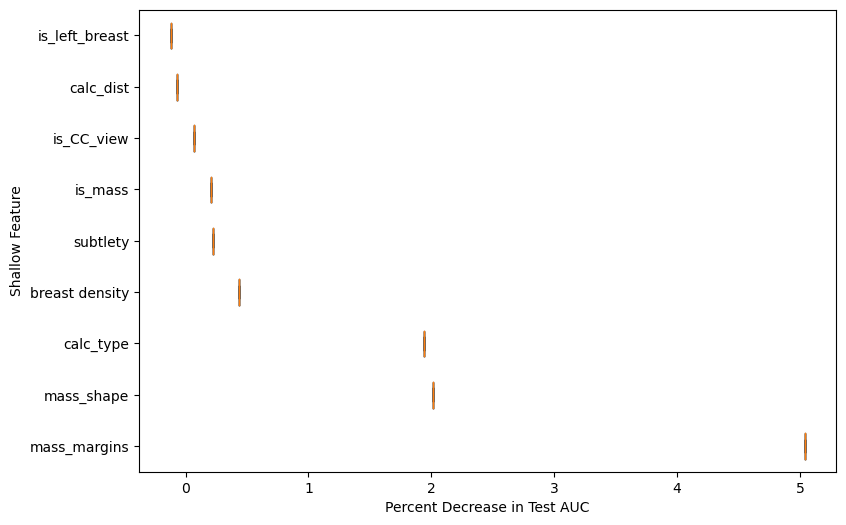 is_left_breast
calc_dist
is_CC_view
is_mass
subtlety
breast density
calc_type
mass_shape
mass_margins
Shallow Feature
0 1 2 3 4 5
Percent Decrease in Test AUC